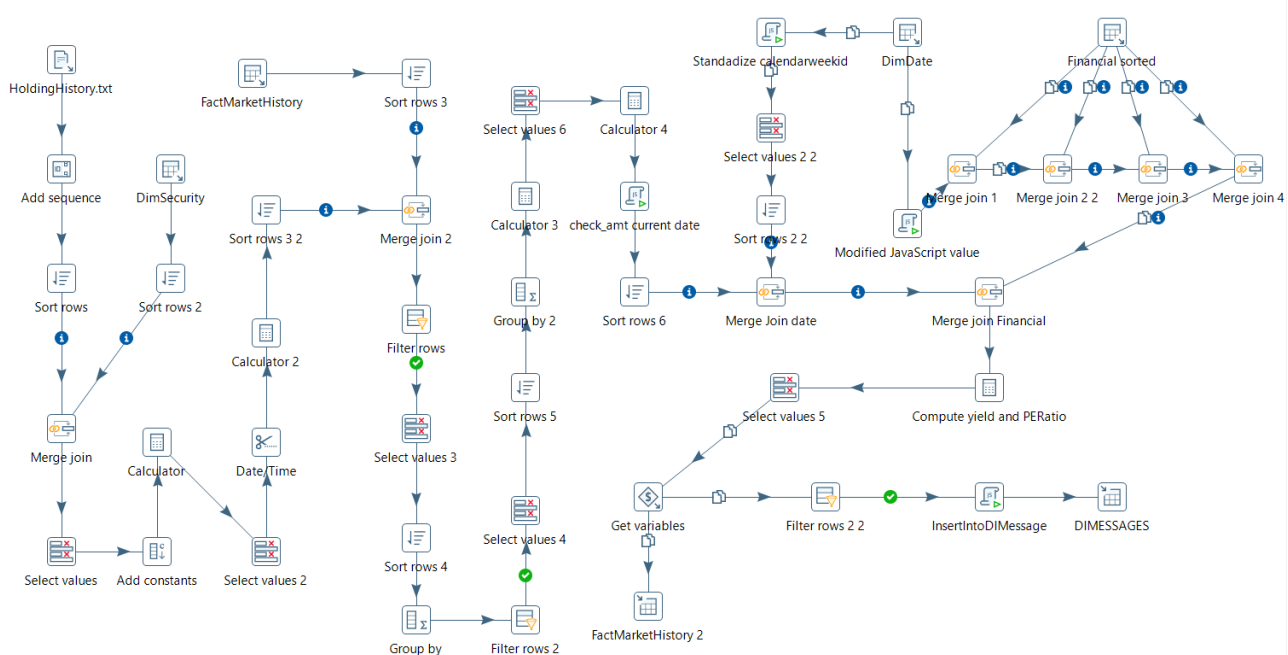 Standadize calendarweekid
DimDate
Financial sorted
HoldingHistory.txt
FactMarketHistory
Sort rows 3
Select values 6
Calculator 4
Select values 2 2
Add sequence
DimSecurity
Merge join 1
Merge join 2 2
Merge join 3
Merge join 4
Sort rows 3 2
Merge join 2
Calculator 3
check_amt current date
Sort rows 2 2
Modified JavaScript value
Sort rows
Sort rows 2
Group by 2
Sort rows 6
Merge Join date
Merge join Financial
Calculator 2
Filter rows
Sort rows 5
Select values 5
Compute yield and PERatio
Merge join
Calculator
Date/Time
Select values 3
Get variables
Filter rows 2 2
InsertIntoDIMessage
DIMESSAGES
Select values 4
Select values
Add constants
Select values 2
Sort rows 4
FactMarketHistory 2
Group by
Filter rows 2